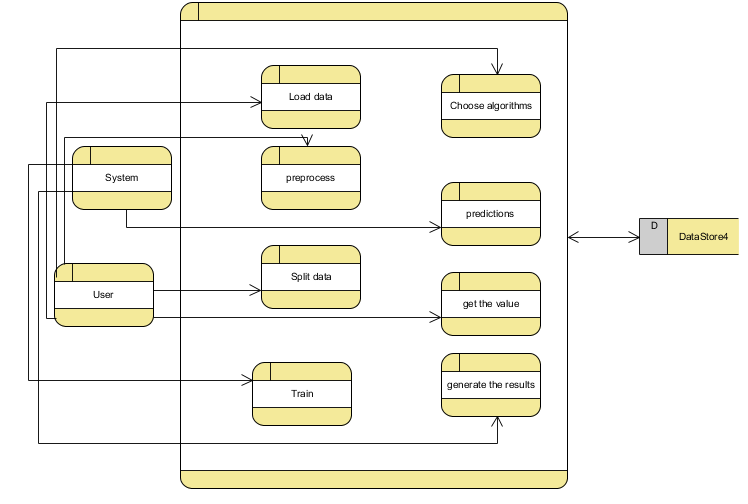 Load data
Choose algorithms
System
preprocess
predictions
D
DataStore4
Split data
User
get the value
Train
generate the results